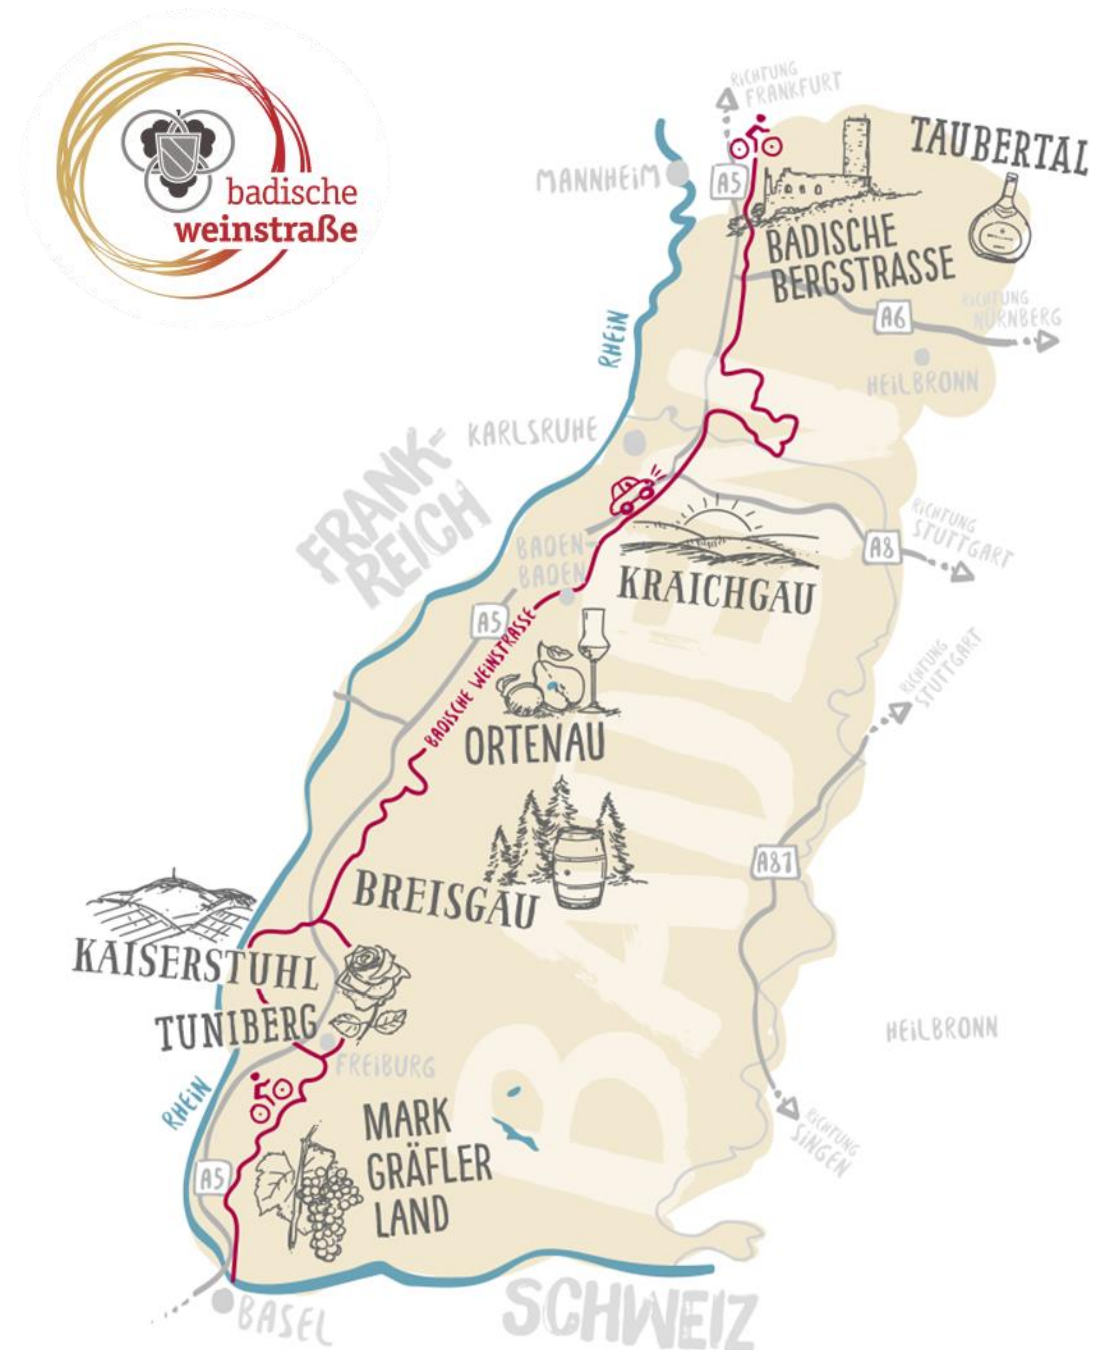 badische
weinstraße
RICHTUNG
FRANKFURT
MANNHEIM
A5
TAUBERTAL
BADISCHE
BERGSTRASSE
A6
RICHTUNG
NÜRNBERG
RHEIN
HEILBRONN
KARLSRUHE
FRANK-
REICH
BADEN-
BADEN
KRAICHGAU
A8
RICHTUNG
STUTTGART
A5
BADISCHE WEINSTRASSE
RICHTUNG
STUTTGART
ORTENAU
BADEN
A81
BREISGAU
KAISERSTUHL
TUNIBERG
HEILBRONN
FREIBURG
RHEIN
MARK
GRÄFLER
LAND
RICHTUNG
SINGEN
A5
BASEL
SCHWEIZ